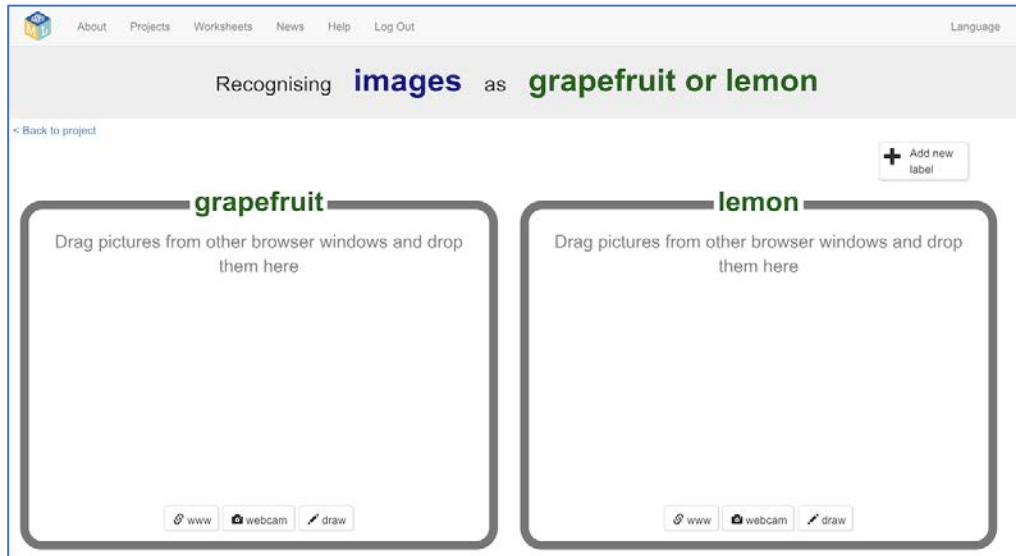 About Projects Worksheets News Help Log Out Language
Recognising images as grapefruit or lemon
< Back to project
Add new
label
grapefruit
Drag pictures from other browser windows and drop
them here
www webcam draw
lemon
Drag pictures from other browser windows and drop
them here
www webcam draw